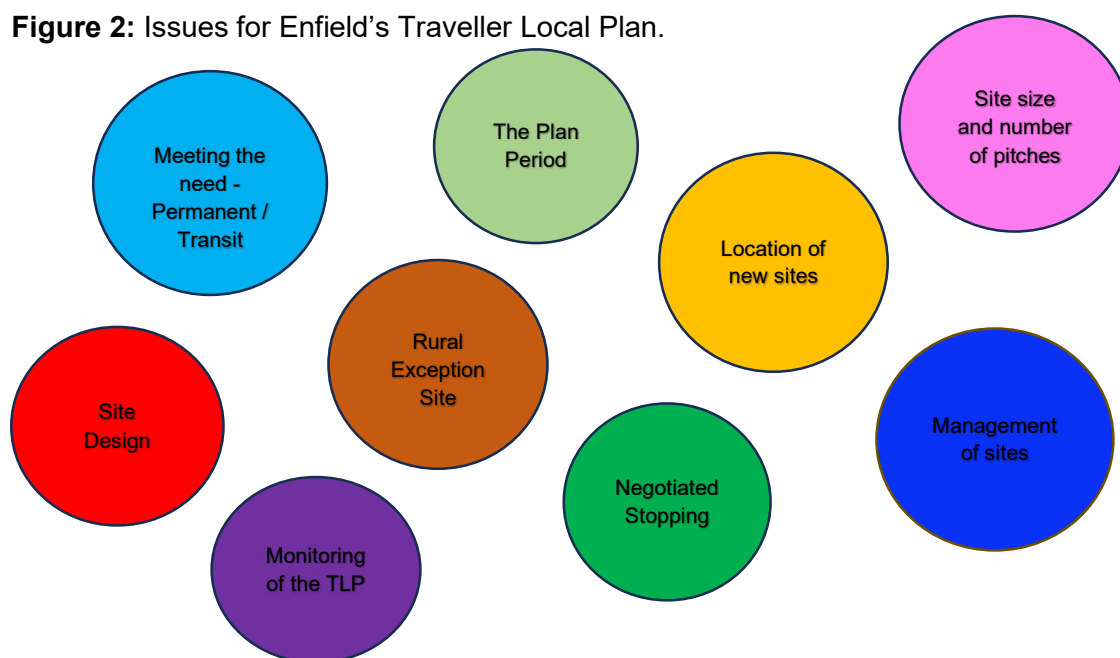 Figure 2: Issues for Enfield’s Traveller Local Plan.
Meeting the
need -
Permanent /
Transit
The Plan
Period
Site size
and number
of pitches
Location of
new sites
Rural
Exception
Site
Site
Design
Management
of sites
Negotiated
Stopping
Monitoring
of the TLP